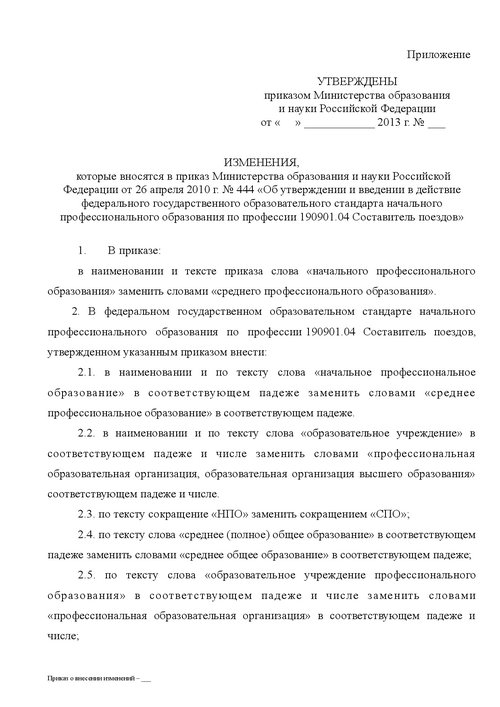 Приложение
УТВЕРЖДЕНЫ
приказом Министерства образования
и науки Российской Федерации
от « » ____________ 2013 г. № ___
ИЗМЕНЕНИЯ,
которые вносятся в приказ Министерства образования и науки Российской
Федерации от 26 апреля 2010 г. № 444 «Об утверждении и введении в действие
федерального государственного образовательного стандарта начального
профессионального образования по профессии 190901.04 Составитель поездов»
1. В приказе:
в наименовании и тексте приказа слова «начального профессионального
образования» заменить словами «среднего профессионального образования».
2. В федеральном государственном образовательном стандарте начального
профессионального образования по профессии 190901.04 Составитель поездов,
утвержденном указанным приказом внести:
2.1. в наименовании и по тексту слова «начальное профессиональное
образование» в соответствующем падеже заменить словами «среднее
профессиональное образование» в соответствующем падеже.
2.2. в наименовании и по тексту слова «образовательное учреждение» в
соответствующем падеже и числе заменить словами «профессиональная
образовательная организация, образовательная организация высшего образования»
соответствующем падеже и числе.
2.3. по тексту сокращение «НПО» заменить сокращением «СПО»;
2.4. по тексту слова «среднее (полное) общее образование» в соответствующем
падеже заменить словами «среднее общее образование» в соответствующем падеже;
2.5. по тексту слова «образовательное учреждение профессионального
образования» в соответствующем падеже и числе заменить словами
«профессиональная образовательная организация» в соответствующем падеже и
числе;
Приказ о внесении изменений – ___